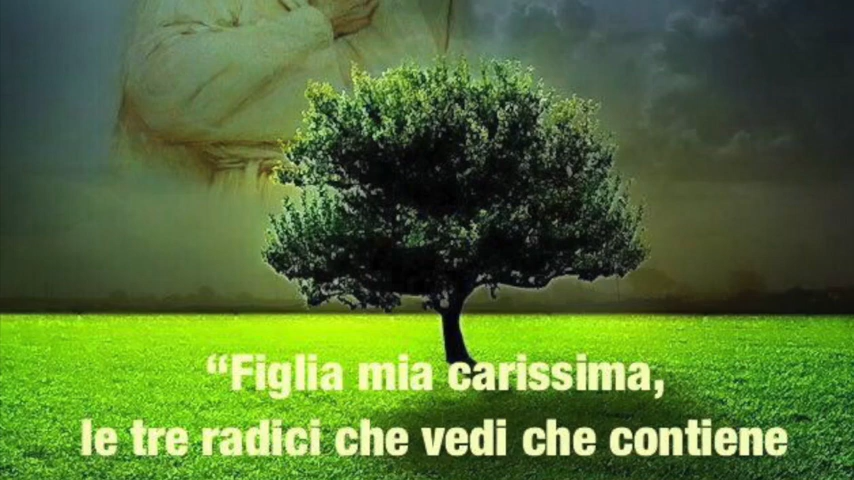 “Figlia mia carissima,
le tre radici che vedi che contiene